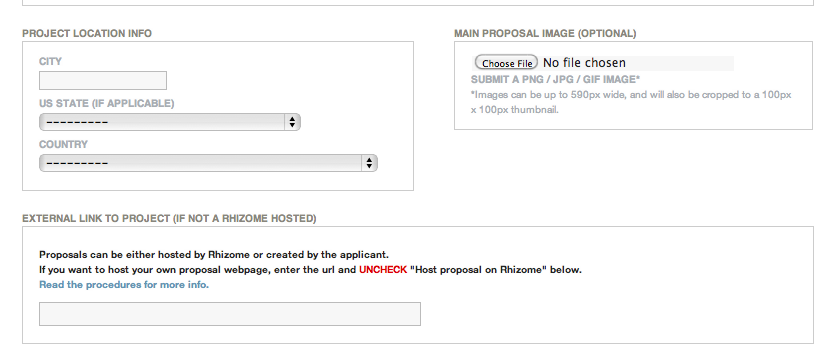 PROJECT LOCATION INFO
CITY
US STATE (IF APPLICABLE)
---------
COUNTRY
---------
MAIN PROPOSAL IMAGE (OPTIONAL)
Choose File No file chosen
SUBMIT A PNG / JPG / GIF IMAGE*
*Images can be up to 590px wide, and will also be cropped to a 100px
x 100px thumbnail.
EXTERNAL LINK TO PROJECT (IF NOT A RHIZOME HOSTED)
Proposals can be either hosted by Rhizome or created by the applicant.
If you want to host your own proposal webpage, enter the url and UNCHECK "Host proposal on Rhizome" below.
Read the procedures for more info.